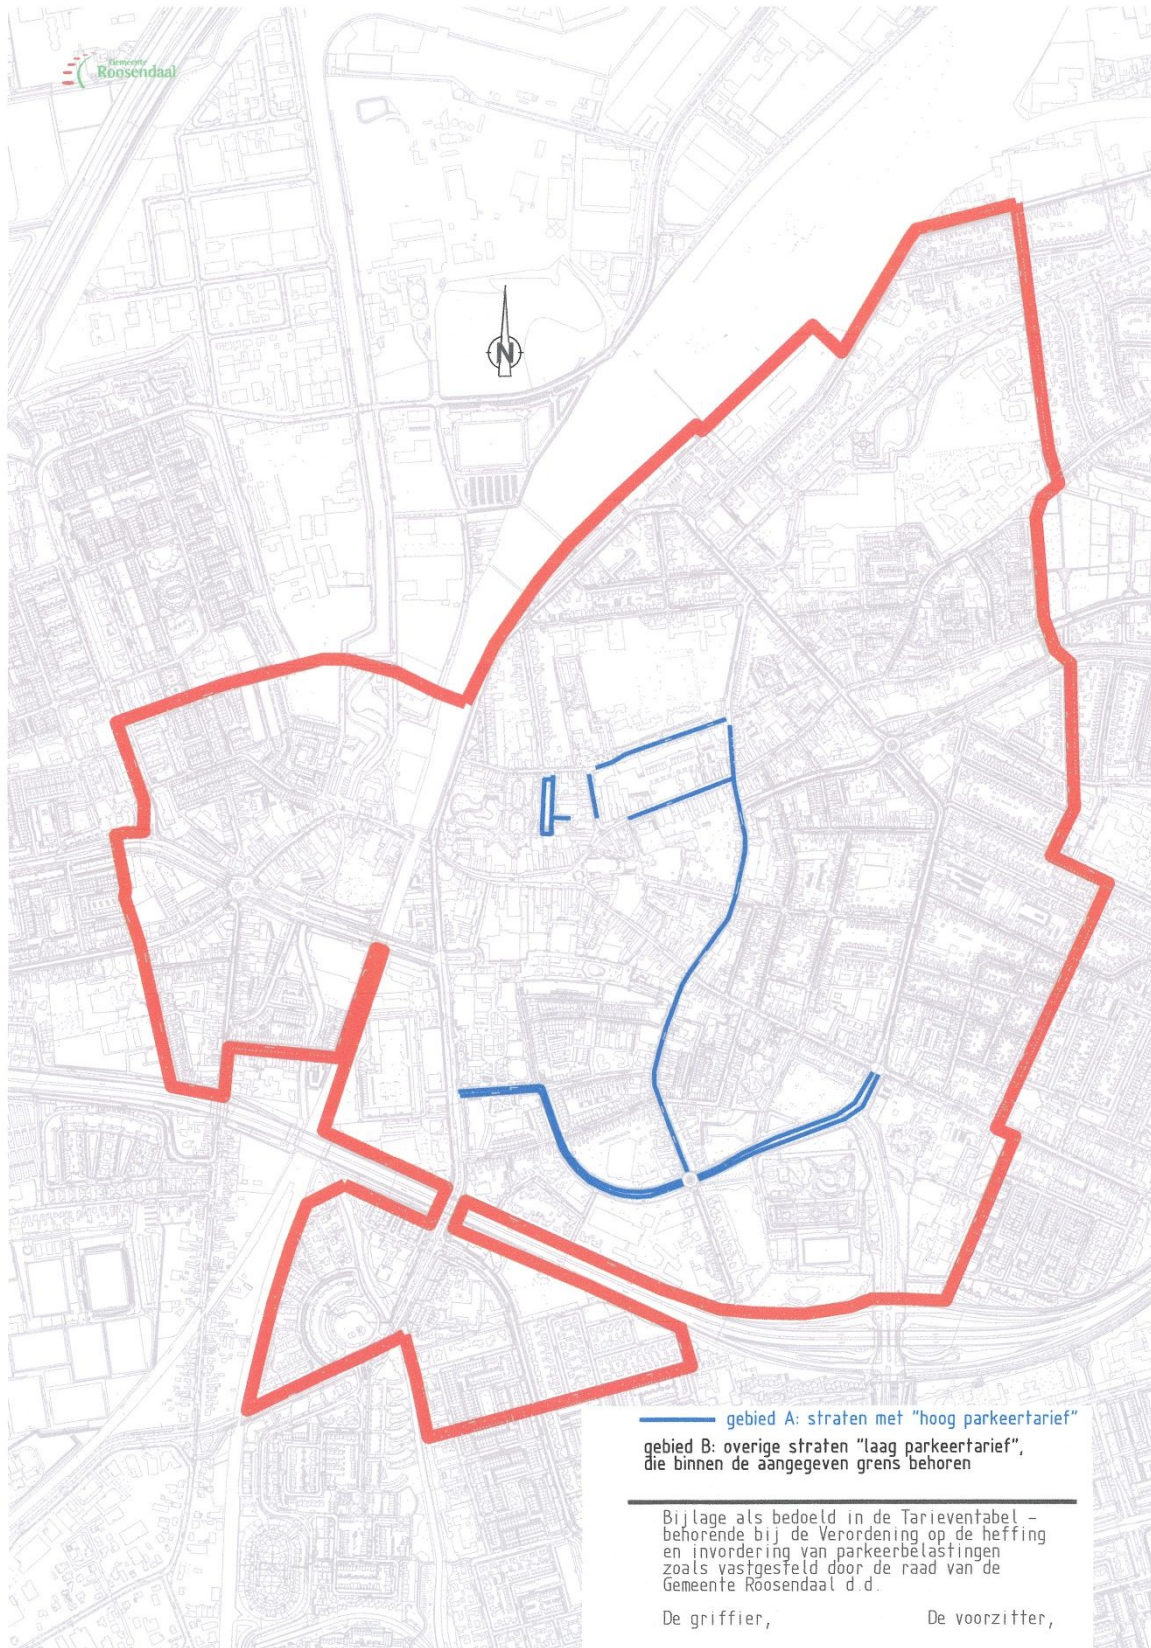 Gemeente
Roosendaal
N
gebied A: straten met "hoog parkeertarief"
gebied B: overige straten "laag parkeertarief",
die binnen de aangegeven grens behoren
Bijlage als bedoeld in de Tarieventabel –
behorende bij de Verordening op de heffing
en invordering van parkeerbelastingen
zoals vastgesteld door de raad van de
Gemeente Roosendaal d.d.
De griffier, De voorzitter,